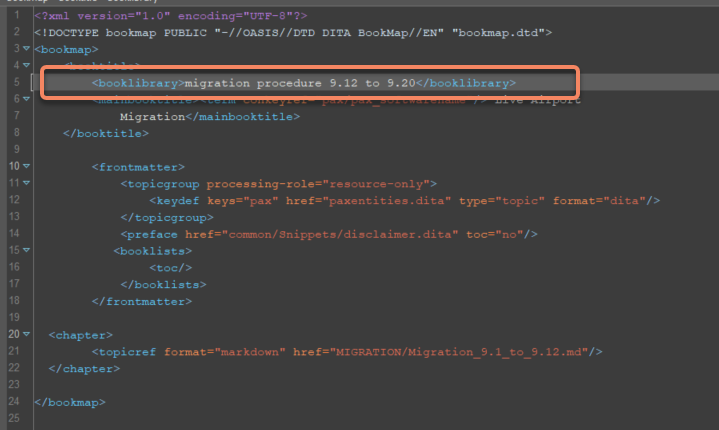 1 <?xml version="1.0" encoding="UTF-8"?>
2 <!DOCTYPE bookmap PUBLIC "-//OASIS//DTD DITA BookMap//EN" "bookmap.dtd">
3 <bookmap>
4 <booktitle>
5 <booklibrary>migration procedure 9.12 to 9.20</booklibrary>
6 <mainbooktitle><term conkeyref="pax/pax_softwarename"/> Live Airport
7 Migration</mainbooktitle>
8 </booktitle>
9
10 <frontmatter>
11 <topicgroup processing-role="resource-only">
12 <keydef keys="pax" href="paxentities.dita" type="topic" format="dita"/>
13 </topicgroup>
14 <preface href="common/Snippets/disclaimer.dita" toc="no"/>
15 <booklists>
16 <toc/>
17 </booklists>
18 </frontmatter>
19
20 <chapter>
21 <topicref format="markdown" href="MIGRATION/Migration_9.1_to_9.12.md"/>
22 </chapter>
23
24 </bookmap>
25